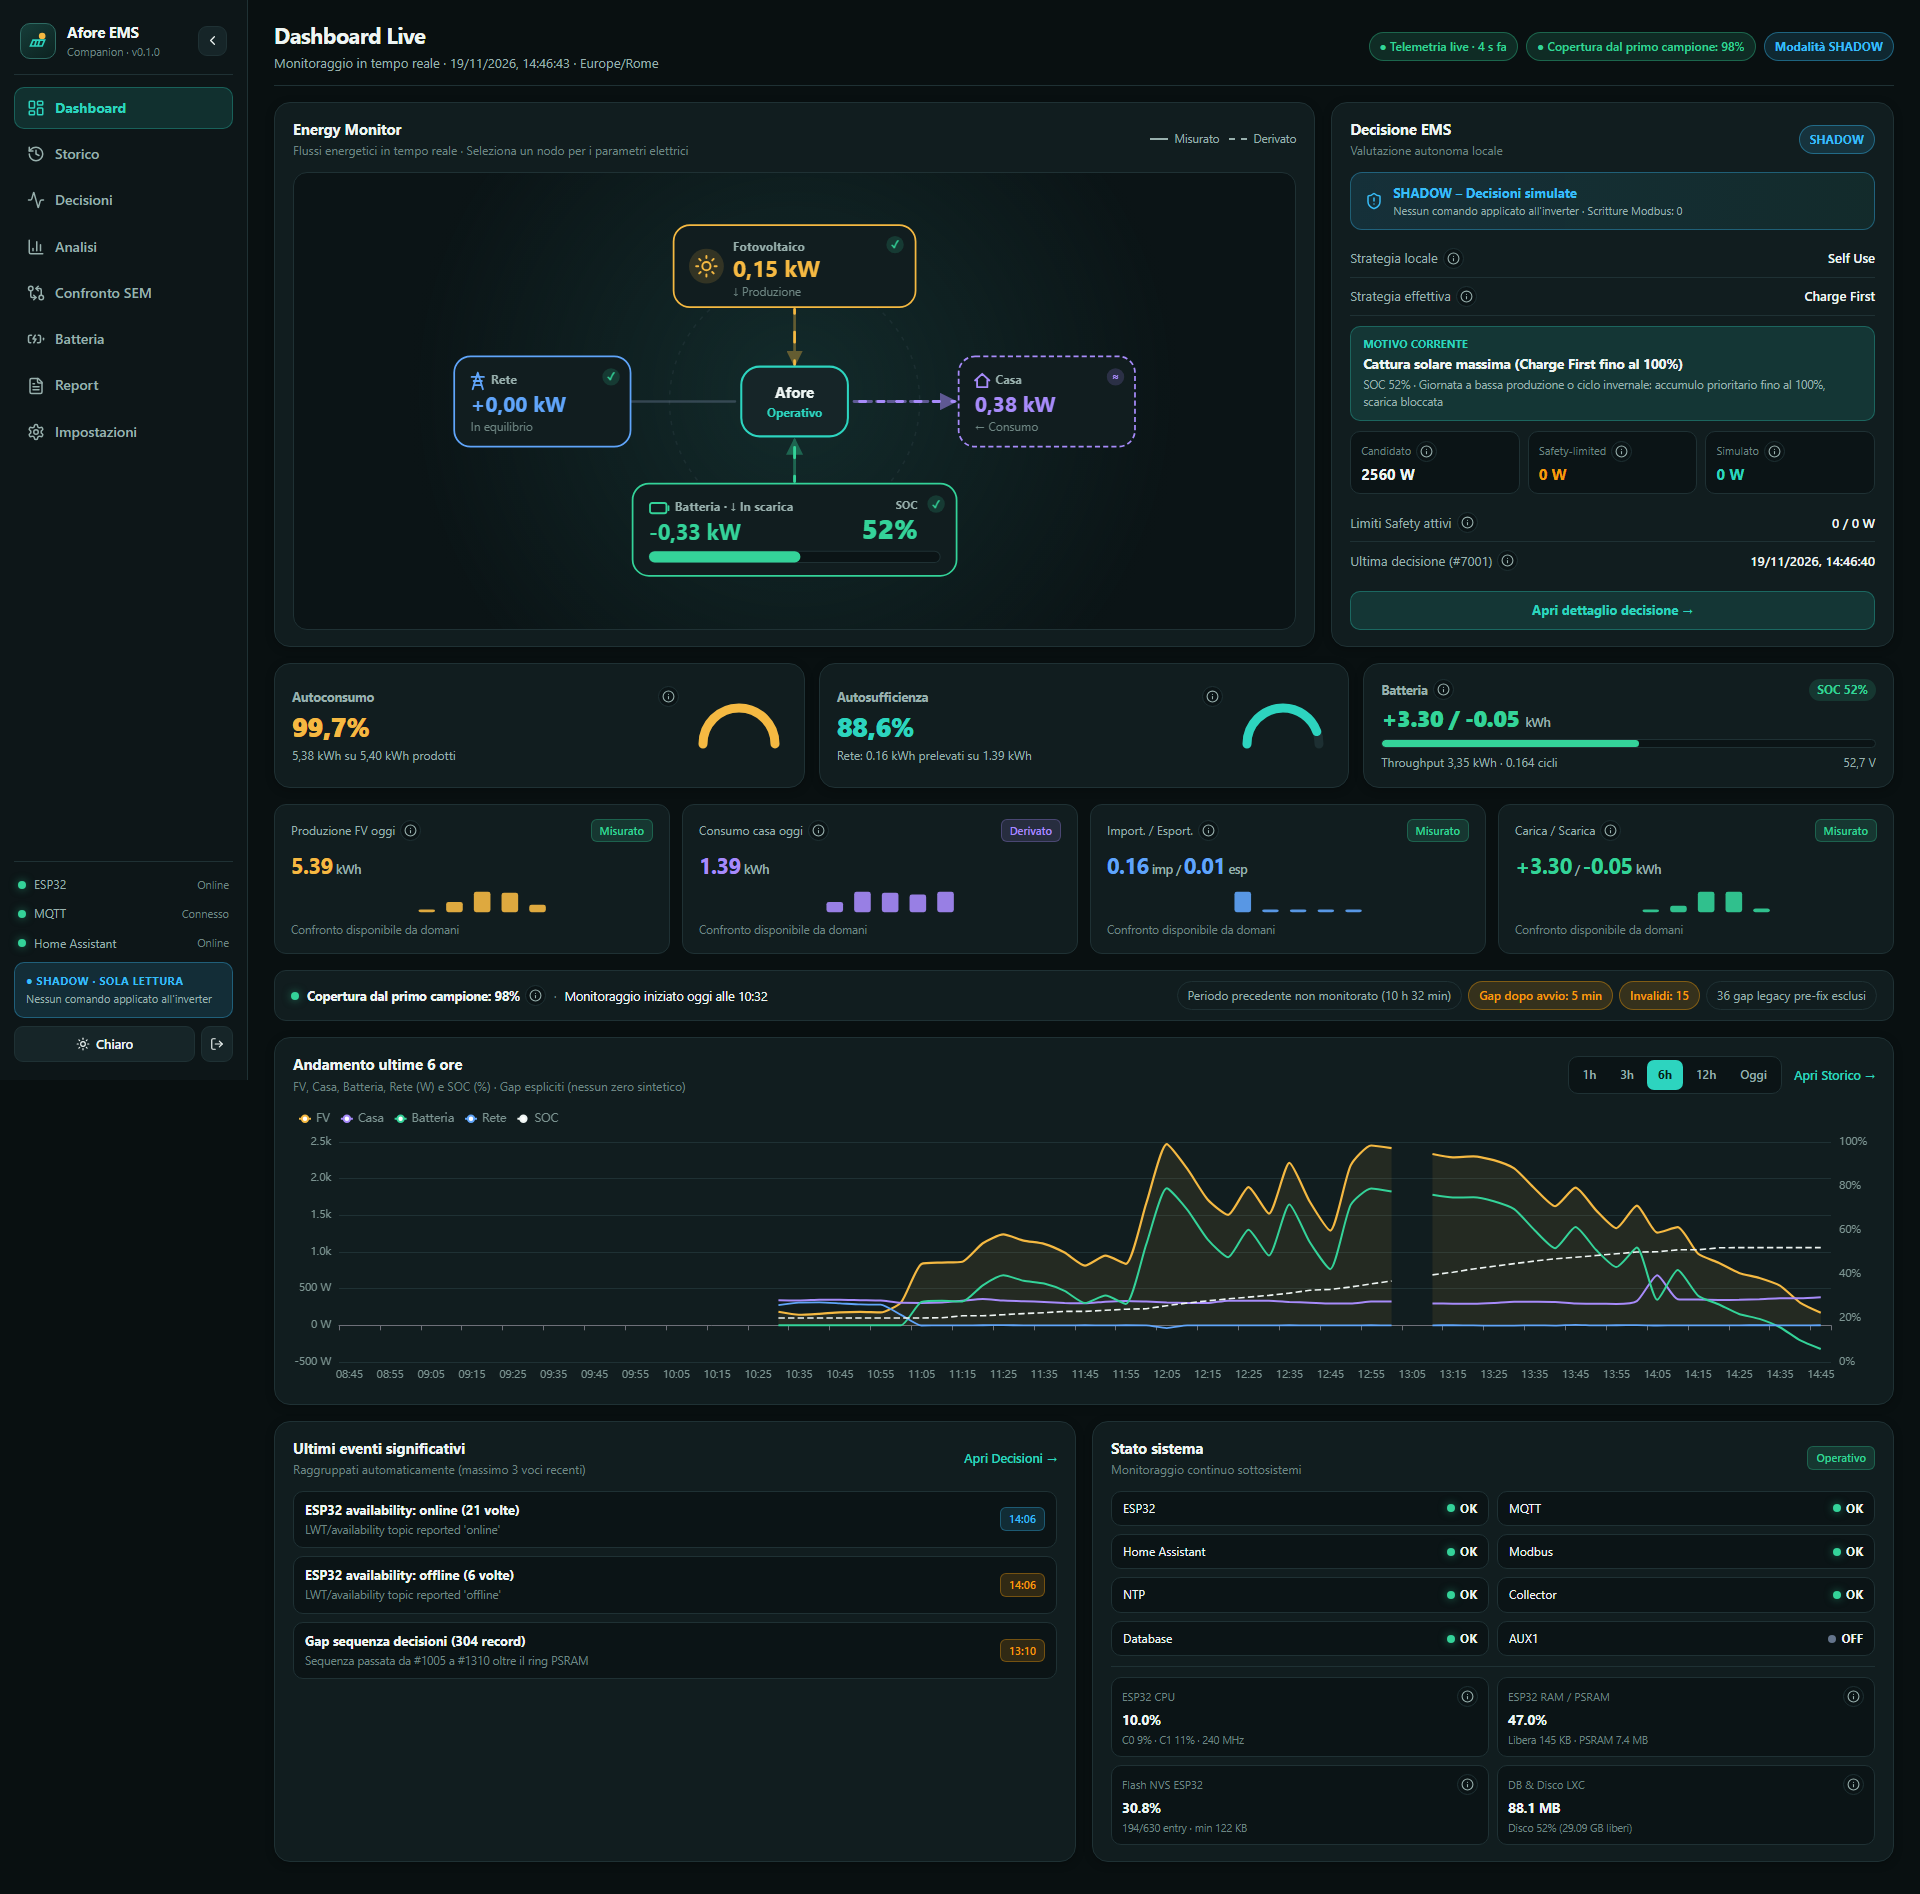 Afore EMS
Companion · v0.1.0
Dashboard
Storico
Decisioni
Analisi
Confronto SEM
Batteria
Report
Impostazioni
ESP32 Online
MQTT Connesso
Home Assistant Online
● SHADOW · SOLA LETTURA
Nessun comando applicato all'inverter
Chiaro
Dashboard Live
Monitoraggio in tempo reale · 19/11/2026, 14:46:43 · Europe/Rome
● Telemetria live · 4 s fa
● Copertura dal primo campione: 98%
Modalità SHADOW
Energy Monitor
Flussi energetici in tempo reale · Seleziona un nodo per i parametri elettrici
Misurato
Derivato
Fotovoltaico
0,15 kW
↓ Produzione
Rete
+0,00 kW
In equilibrio
Afore
Operativo
Casa
≈
0,38 kW
← Consumo
Batteria · ↓ In scarica
-0,33 kW
SOC
52%
Decisione EMS
Valutazione autonoma locale
SHADOW
SHADOW – Decisioni simulate
Nessun comando applicato all'inverter · Scritture Modbus: 0
Strategia locale Self Use
Strategia effettiva Charge First
MOTIVO CORRENTE
Cattura solare massima (Charge First fino al 100%)
SOC 52% · Giornata a bassa produzione o ciclo invernale: accumulo prioritario fino al 100%,
scarica bloccata
Candidato
2560 W
Safety-limited
0 W
Simulato
0 W
Limiti Safety attivi 0 / 0 W
Ultima decisione (#7001) 19/11/2026, 14:46:40
Apri dettaglio decisione →
Autoconsumo
99,7%
5,38 kWh su 5,40 kWh prodotti
Autosufficienza
88,6%
Rete: 0.16 kWh prelevati su 1.39 kWh
Batteria SOC 52%
+3.30 / -0.05 kWh
Throughput 3,35 kWh · 0.164 cicli 52,7 V
Produzione FV oggi Misurato
5.39 kWh
Confronto disponibile da domani
Consumo casa oggi Derivato
1.39 kWh
Confronto disponibile da domani
Import. / Esport. Misurato
0.16 imp / 0.01 esp
Confronto disponibile da domani
Carica / Scarica Misurato
+3.30 / -0.05 kWh
Confronto disponibile da domani
Copertura dal primo campione: 98% · Monitoraggio iniziato oggi alle 10:32
Periodo precedente non monitorato (10 h 32 min)
Gap dopo avvio: 5 min
Invalidi: 15
36 gap legacy pre-fix esclusi
Andamento ultime 6 ore
FV, Casa, Batteria, Rete (W) e SOC (%) · Gap espliciti (nessun zero sintetico)
1h 3h 6h 12h Oggi
Apri Storico →
FV Casa Batteria Rete SOC
2.5k
2.0k
1.5k
1.0k
500 W
0 W
-500 W
100%
80%
60%
40%
20%
0%
08:45 08:55 09:05 09:15 09:25 09:35 09:45 09:55 10:05 10:15 10:25 10:35 10:45 10:55 11:05 11:15 11:25 11:35 11:45 11:55 12:05 12:15 12:25 12:35 12:45 12:55 13:05 13:15 13:25 13:35 13:45 13:55 14:05 14:15 14:25 14:35 14:45
Ultimi eventi significativi
Raggruppati automaticamente (massimo 3 voci recenti)
Apri Decisioni →
ESP32 availability: online (21 volte)
LWT/availability topic reported 'online'
14:06
ESP32 availability: offline (6 volte)
LWT/availability topic reported 'offline'
14:06
Gap sequenza decisioni (304 record)
Sequenza passata da #1005 a #1310 oltre il ring PSRAM
13:10
Stato sistema
Monitoraggio continuo sottosistemi
Operativo
ESP32 OK
MQTT OK
Home Assistant OK
Modbus OK
NTP OK
Collector OK
Database OK
AUX1 OFF
ESP32 CPU
10.0%
C0 9% · C1 11% · 240 MHz
ESP32 RAM / PSRAM
47.0%
Libera 145 KB · PSRAM 7.4 MB
Flash NVS ESP32
30.8%
194/630 entry · min 122 KB
DB & Disco LXC
88.1 MB
Disco 52% (29.09 GB liberi)